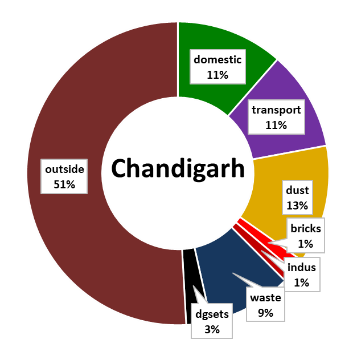 domestic
11%
transport
11%
dust
13%
bricks
1%
Indus
1%
waste
9%
dgsets
3%
outside
51%
Chandigarh